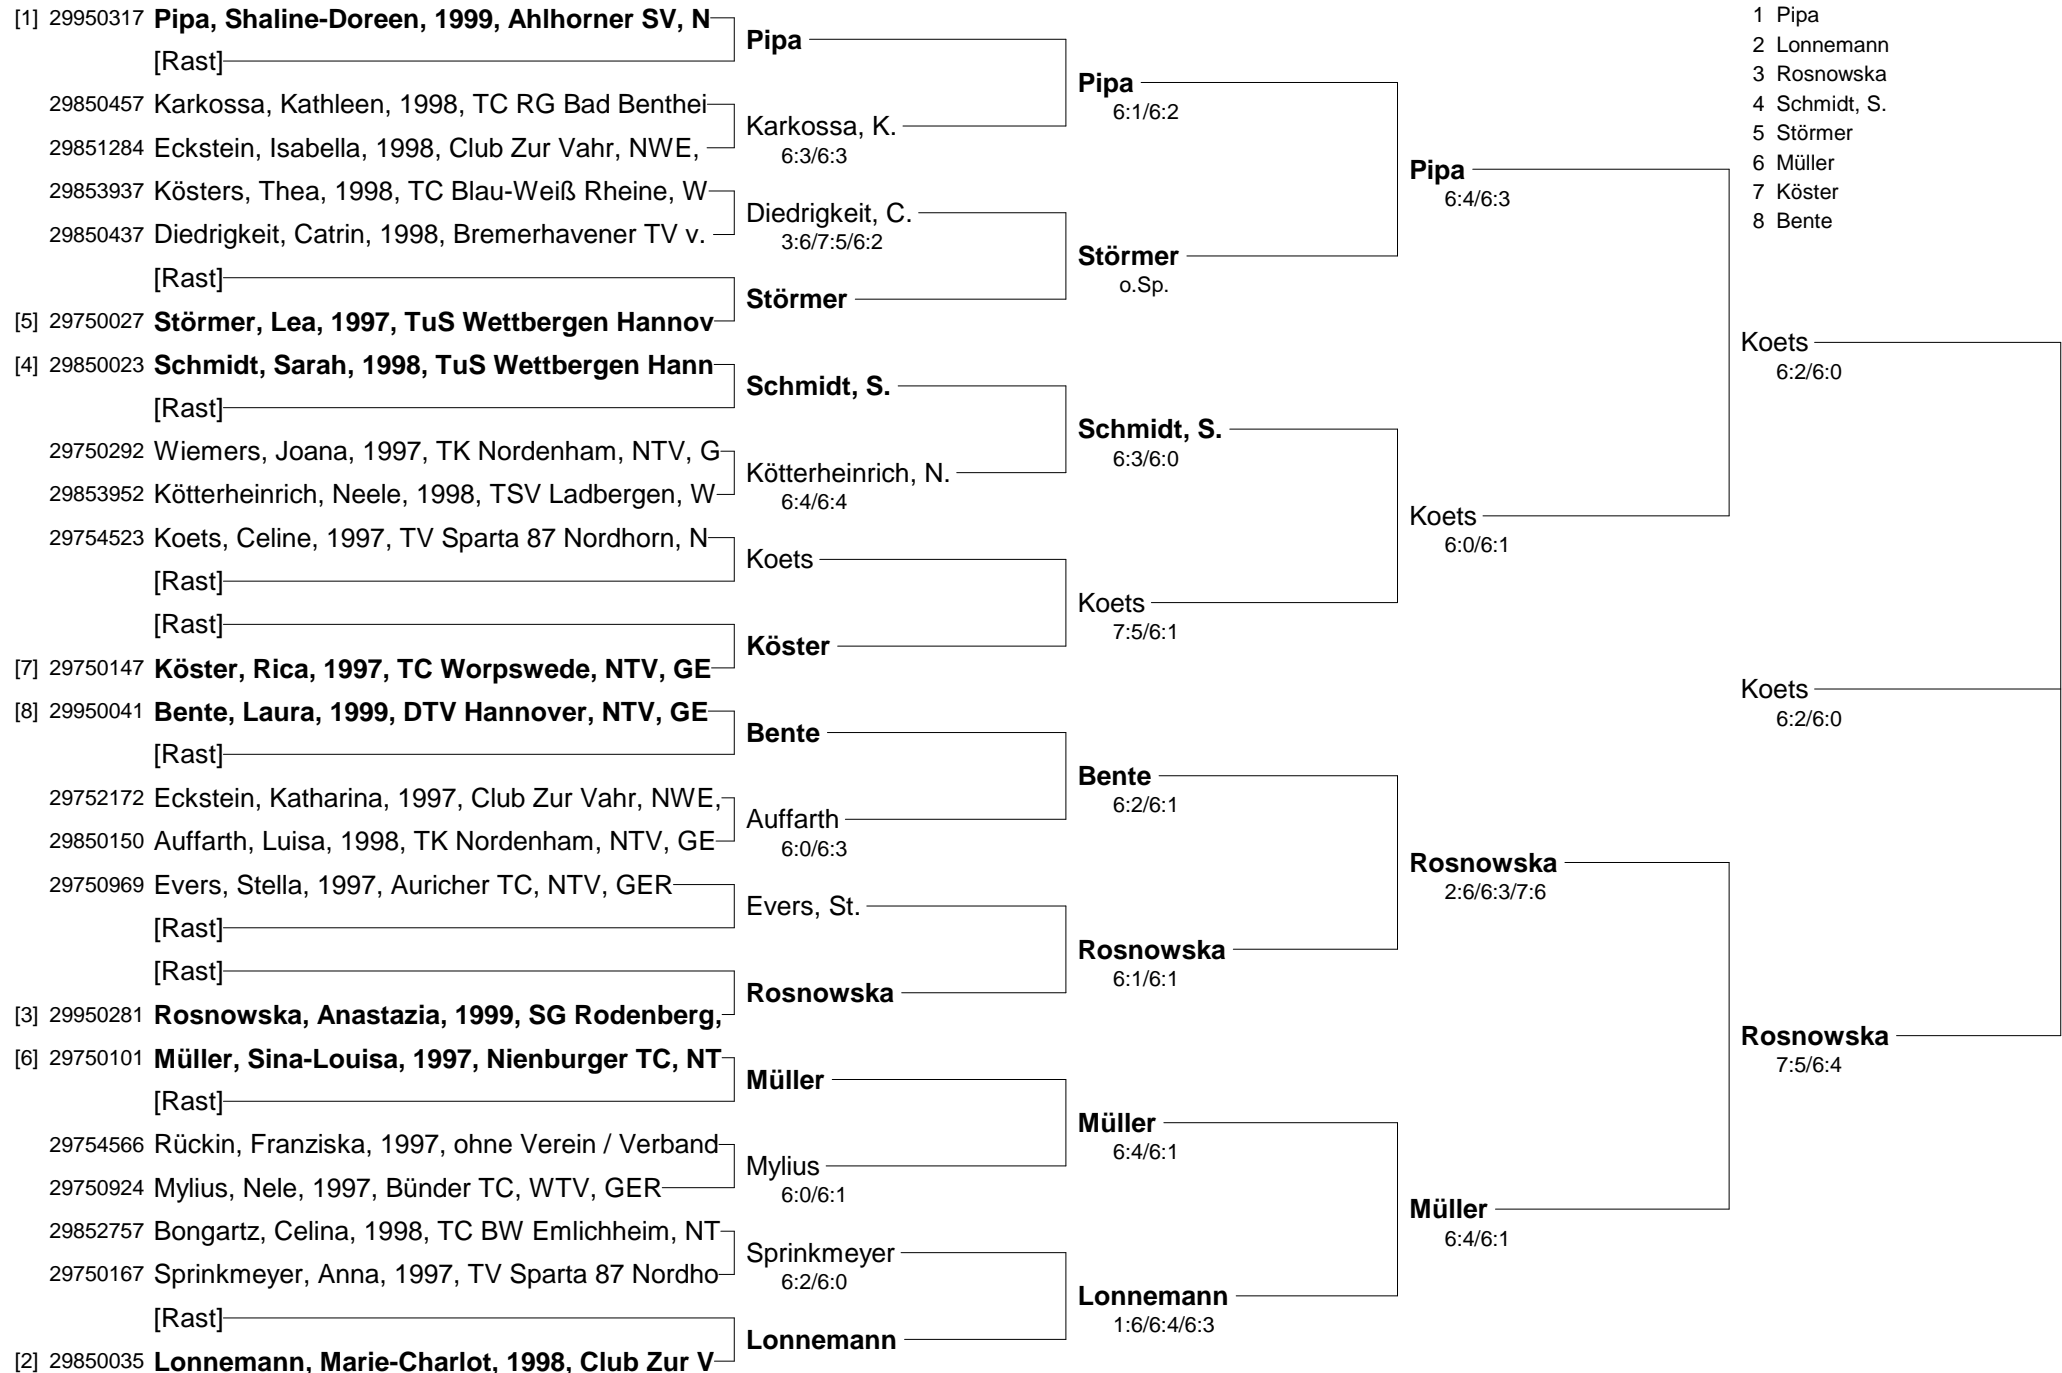 [1] 29950317 Pipa, Shaline-Doreen, 1999, Ahlhorner SV, N
[Rast]
29850457 Karkossa, Kathleen, 1998, TC RG Bad Benthei
29851284 Eckstein, Isabella, 1998, Club Zur Vahr, NWE,
29853937 Kösters, Thea, 1998, TC Blau-Weiß Rheine, W
29850437 Diedrigkeit, Catrin, 1998, Bremerhavener TV v.
[Rast]
[5] 29750027 Störmer, Lea, 1997, TuS Wettbergen Hannov
[4] 29850023 Schmidt, Sarah, 1998, TuS Wettbergen Hann
[Rast]
29750292 Wiemers, Joana, 1997, TK Nordenham, NTV, G
29853952 Kötterheinrich, Neele, 1998, TSV Ladbergen, W
29754523 Koets, Celine, 1997, TV Sparta 87 Nordhorn, N
[Rast]
[Rast]
[7] 29750147 Köster, Rica, 1997, TC Worpswede, NTV, GE
[8] 29950041 Bente, Laura, 1999, DTV Hannover, NTV, GE
[Rast]
29752172 Eckstein, Katharina, 1997, Club Zur Vahr, NWE,
29850150 Auffarth, Luisa, 1998, TK Nordenham, NTV, GE
29750969 Evers, Stella, 1997, Auricher TC, NTV, GER
[Rast]
[Rast]
[3] 29950281 Rosnowska, Anastazia, 1999, SG Rodenberg,
[6] 29750101 Müller, Sina-Louisa, 1997, Nienburger TC, NT
[Rast]
29754566 Rückin, Franziska, 1997, ohne Verein / Verband
29750924 Mylius, Nele, 1997, Bünder TC, WTV, GER
29852757 Bongartz, Celina, 1998, TC BW Emlichheim, NT
29750167 Sprinkmeyer, Anna, 1997, TV Sparta 87 Nordho
[Rast]
[2] 29850035 Lonnemann, Marie-Charlot, 1998, Club Zur V
Pipa
Karkossa, K.
6:3/6:3
Diedrigkeit, C.
3:6/7:5/6:2
Störmer
Schmidt, S.
Kötterheinrich, N.
6:4/6:4
Koets
Köster
Bente
Auffarth
6:0/6:3
Evers, St.
Rosnowska
Müller
Mylius
6:0/6:1
Sprinkmeyer
6:2/6:0
Lonnemann
Pipa
6:1/6:2
Störmer
o.Sp.
Schmidt, S.
6:3/6:0
Koets
7:5/6:1
Bente
6:2/6:1
Rosnowska
6:1/6:1
Müller
6:4/6:1
Lonnemann
1:6/6:4/6:3
Pipa
6:4/6:3
Koets
6:0/6:1
Rosnowska
2:6/6:3/7:6
Müller
6:4/6:1
Koets
6:2/6:0
Koets
6:2/6:0
Rosnowska
7:5/6:4
1 Pipa
2 Lonnemann
3 Rosnowska
4 Schmidt, S.
5 Störmer
6 Müller
7 Köster
8 Bente